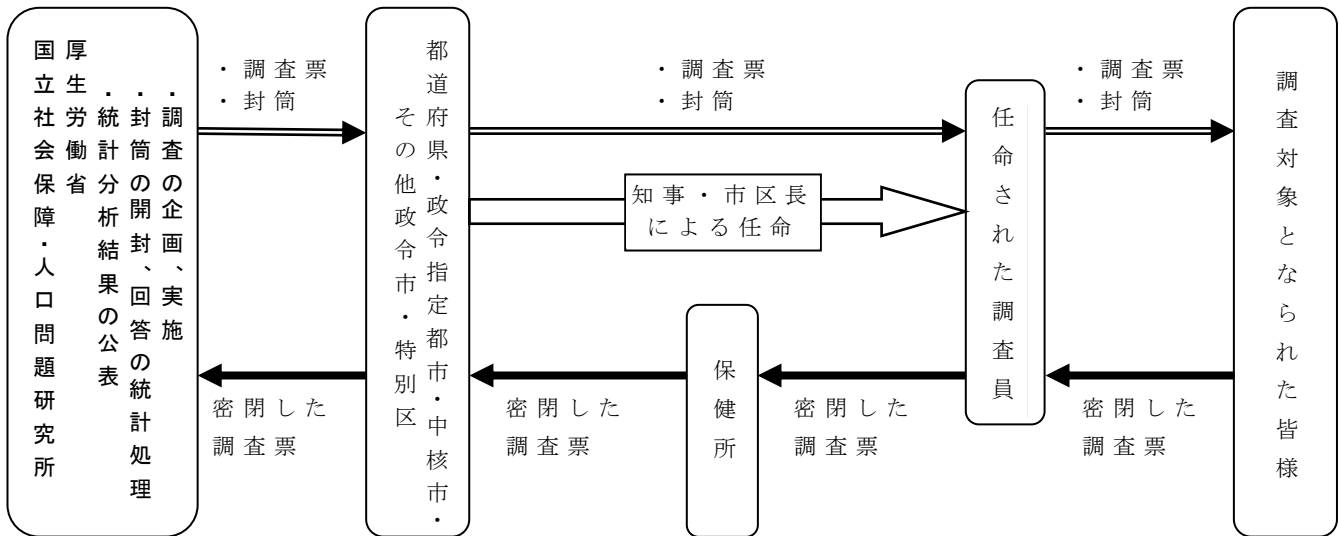 ・調査の企画、実施
・封筒の開封、回答の統計処理
・統計分析結果の公表
厚生労働省
国立社会保障・人口問題研究所
・調査票
・封筒
都道府県・政令指定都市・中核市・
その他政令市・特別区
・調査票
・封筒
知事・市区長
による任命
任命された調査員
・調査票
・封筒
調査対象となられた皆様
密閉した
調査票
密閉した
調査票
保健所
密閉した
調査票
密閉した
調査票